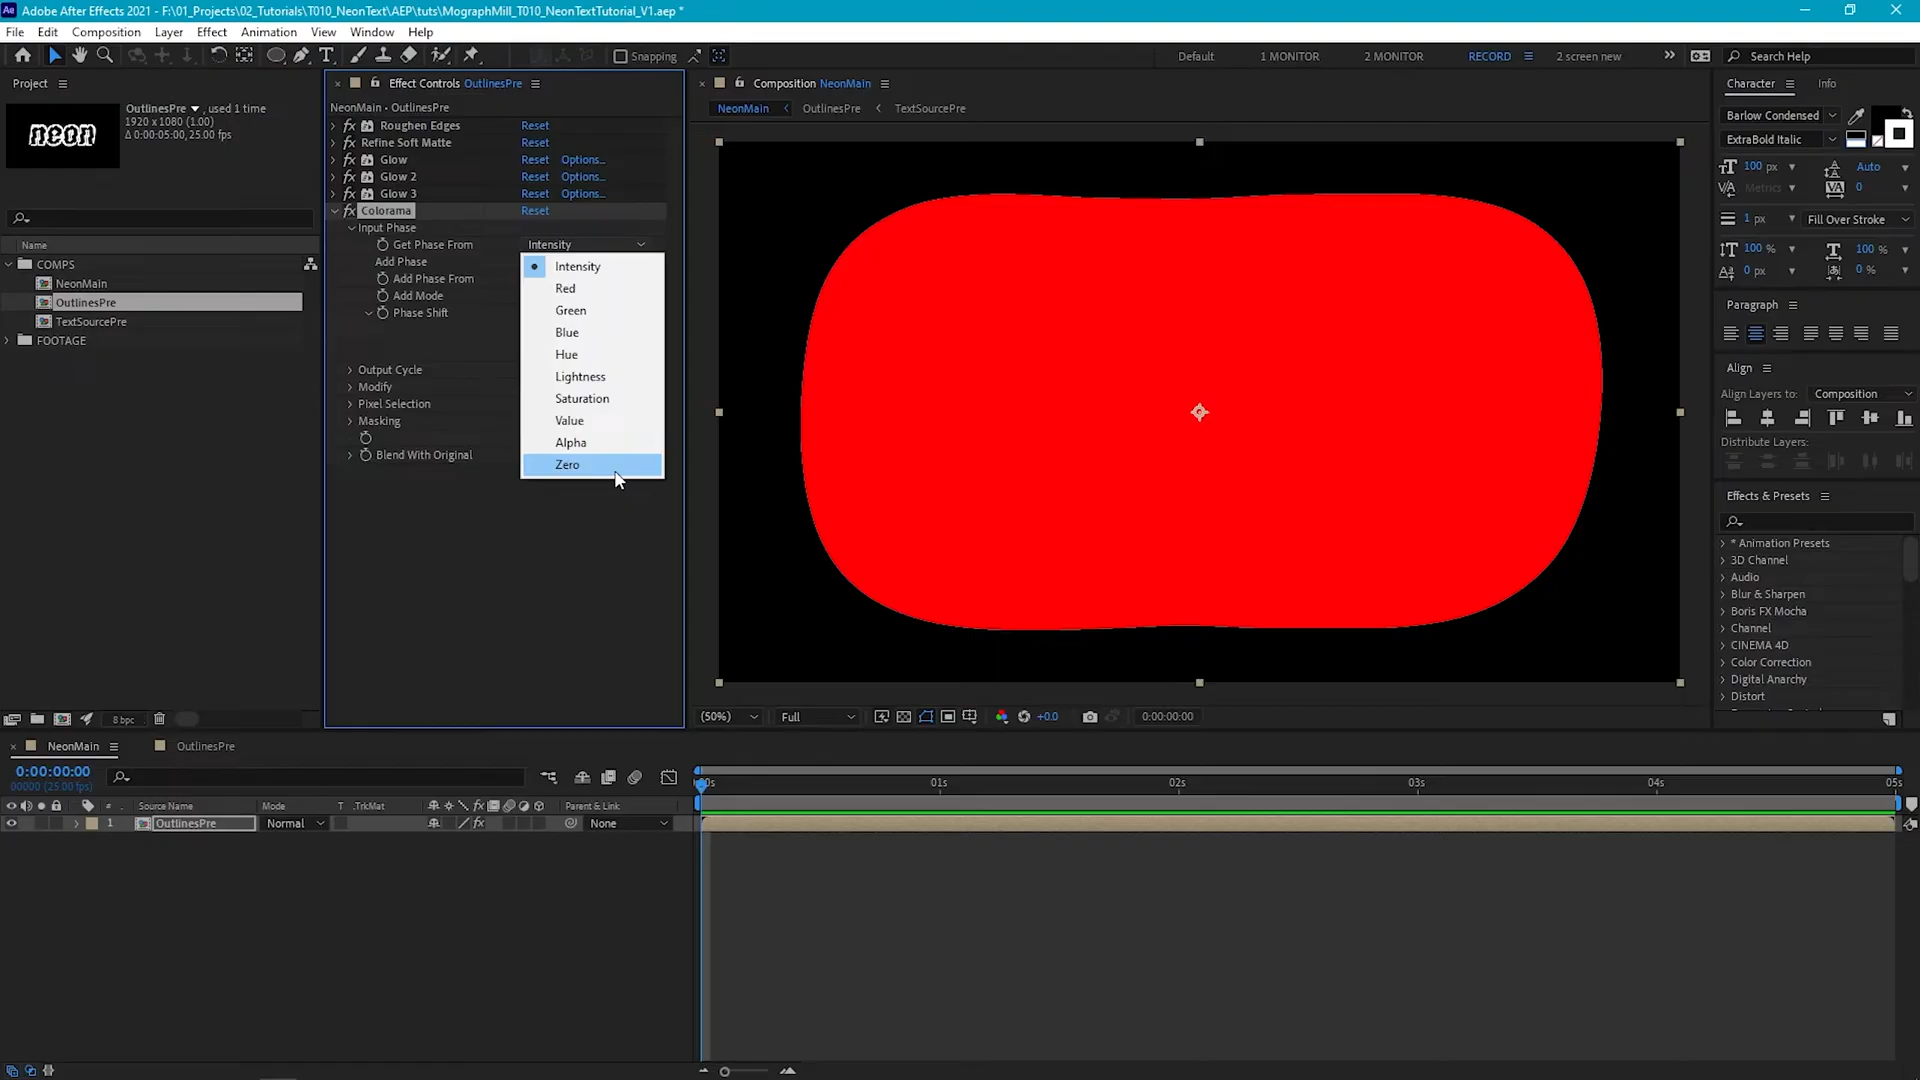 Ae Adobe After Effects 2021 - F:\01_Projects\02_Tutorials\T010_NeonText\AEP\tuts\MographMill_T010_NeonTextTutorial_V1.aep *
File Edit Composition Layer Effect Animation View Window Help
Snapping
Default 1 MONITOR 2 MONITOR RECORD 2 screen new Search Help
Project
OutlinesPre , used 1 time
1920 x 1080 (1.00)
Δ 0:00:05:00, 25.00 fps
neon
Name
COMPS
NeonMain
OutlinesPre
TextSourcePre
FOOTAGE
8 bpc
Effect Controls OutlinesPre
NeonMain • OutlinesPre
fx Roughen Edges Reset
fx Refine Soft Matte Reset
fx Glow Reset Options...
fx Glow 2 Reset Options...
fx Glow 3 Reset Options...
fx Colorama Reset
Input Phase
Get Phase From Intensity
Add Phase
Add Phase From
Add Mode
Phase Shift
Output Cycle
Modify
Pixel Selection
Masking
Blend With Original
Intensity
Red
Green
Blue
Hue
Lightness
Saturation
Value
Alpha
Zero
Composition NeonMain
NeonMain OutlinesPre TextSourcePre
(50%) Full +0.0 0:00:00:00
Character Info
Barlow Condensed
ExtraBold Italic
100 px Auto
Metrics 0
1 px Fill Over Stroke
100 % 100 %
0 px 0 %
Paragraph
Align
Align Layers to: Composition
Distribute Layers:
Effects & Presets
* Animation Presets
3D Channel
Audio
Blur & Sharpen
Boris FX Mocha
Channel
CINEMA 4D
Color Correction
Digital Anarchy
Distort
NeonMain OutlinesPre
0:00:00:00
00000 (25.00 fps)
# Source Name Mode T .TrkMat fx Parent & Link
1 OutlinesPre Normal fx None
00s 01s 02s 03s 04s 05s